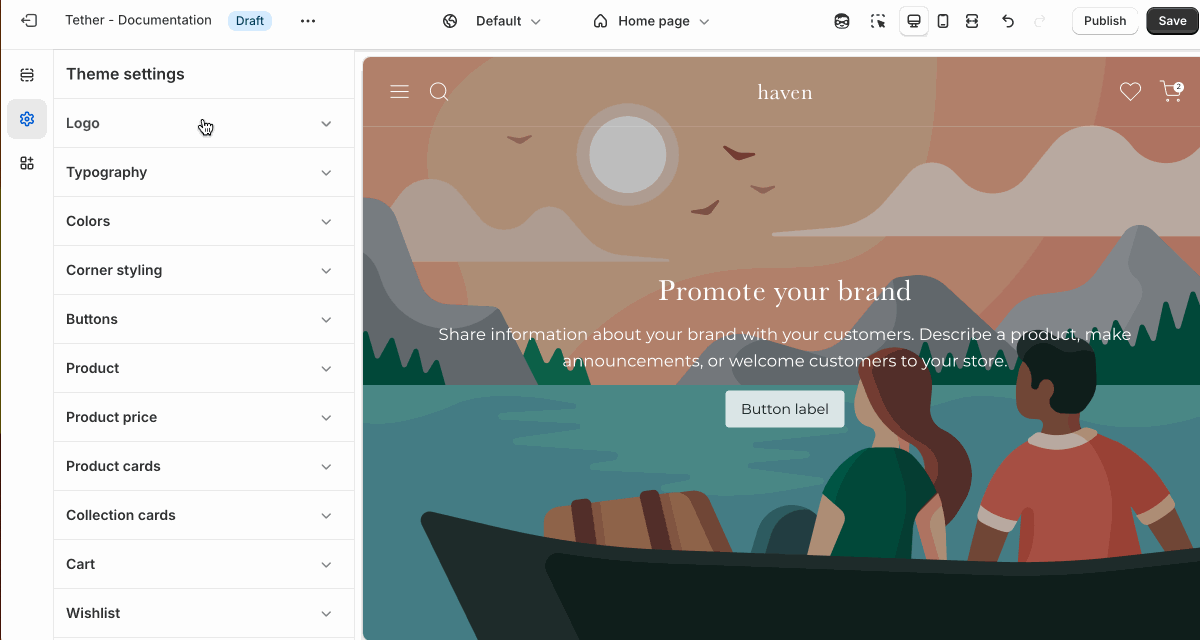 Tether - Documentation
Draft
Default
Home page
Publish
Save
Theme settings
Logo
Typography
Colors
Corner styling
Buttons
Product
Product price
Product cards
Collection cards
Cart
Wishlist
haven
2
Promote your brand
Share information about your brand with your customers. Describe a product, make
announcements, or welcome customers to your store.
Button label